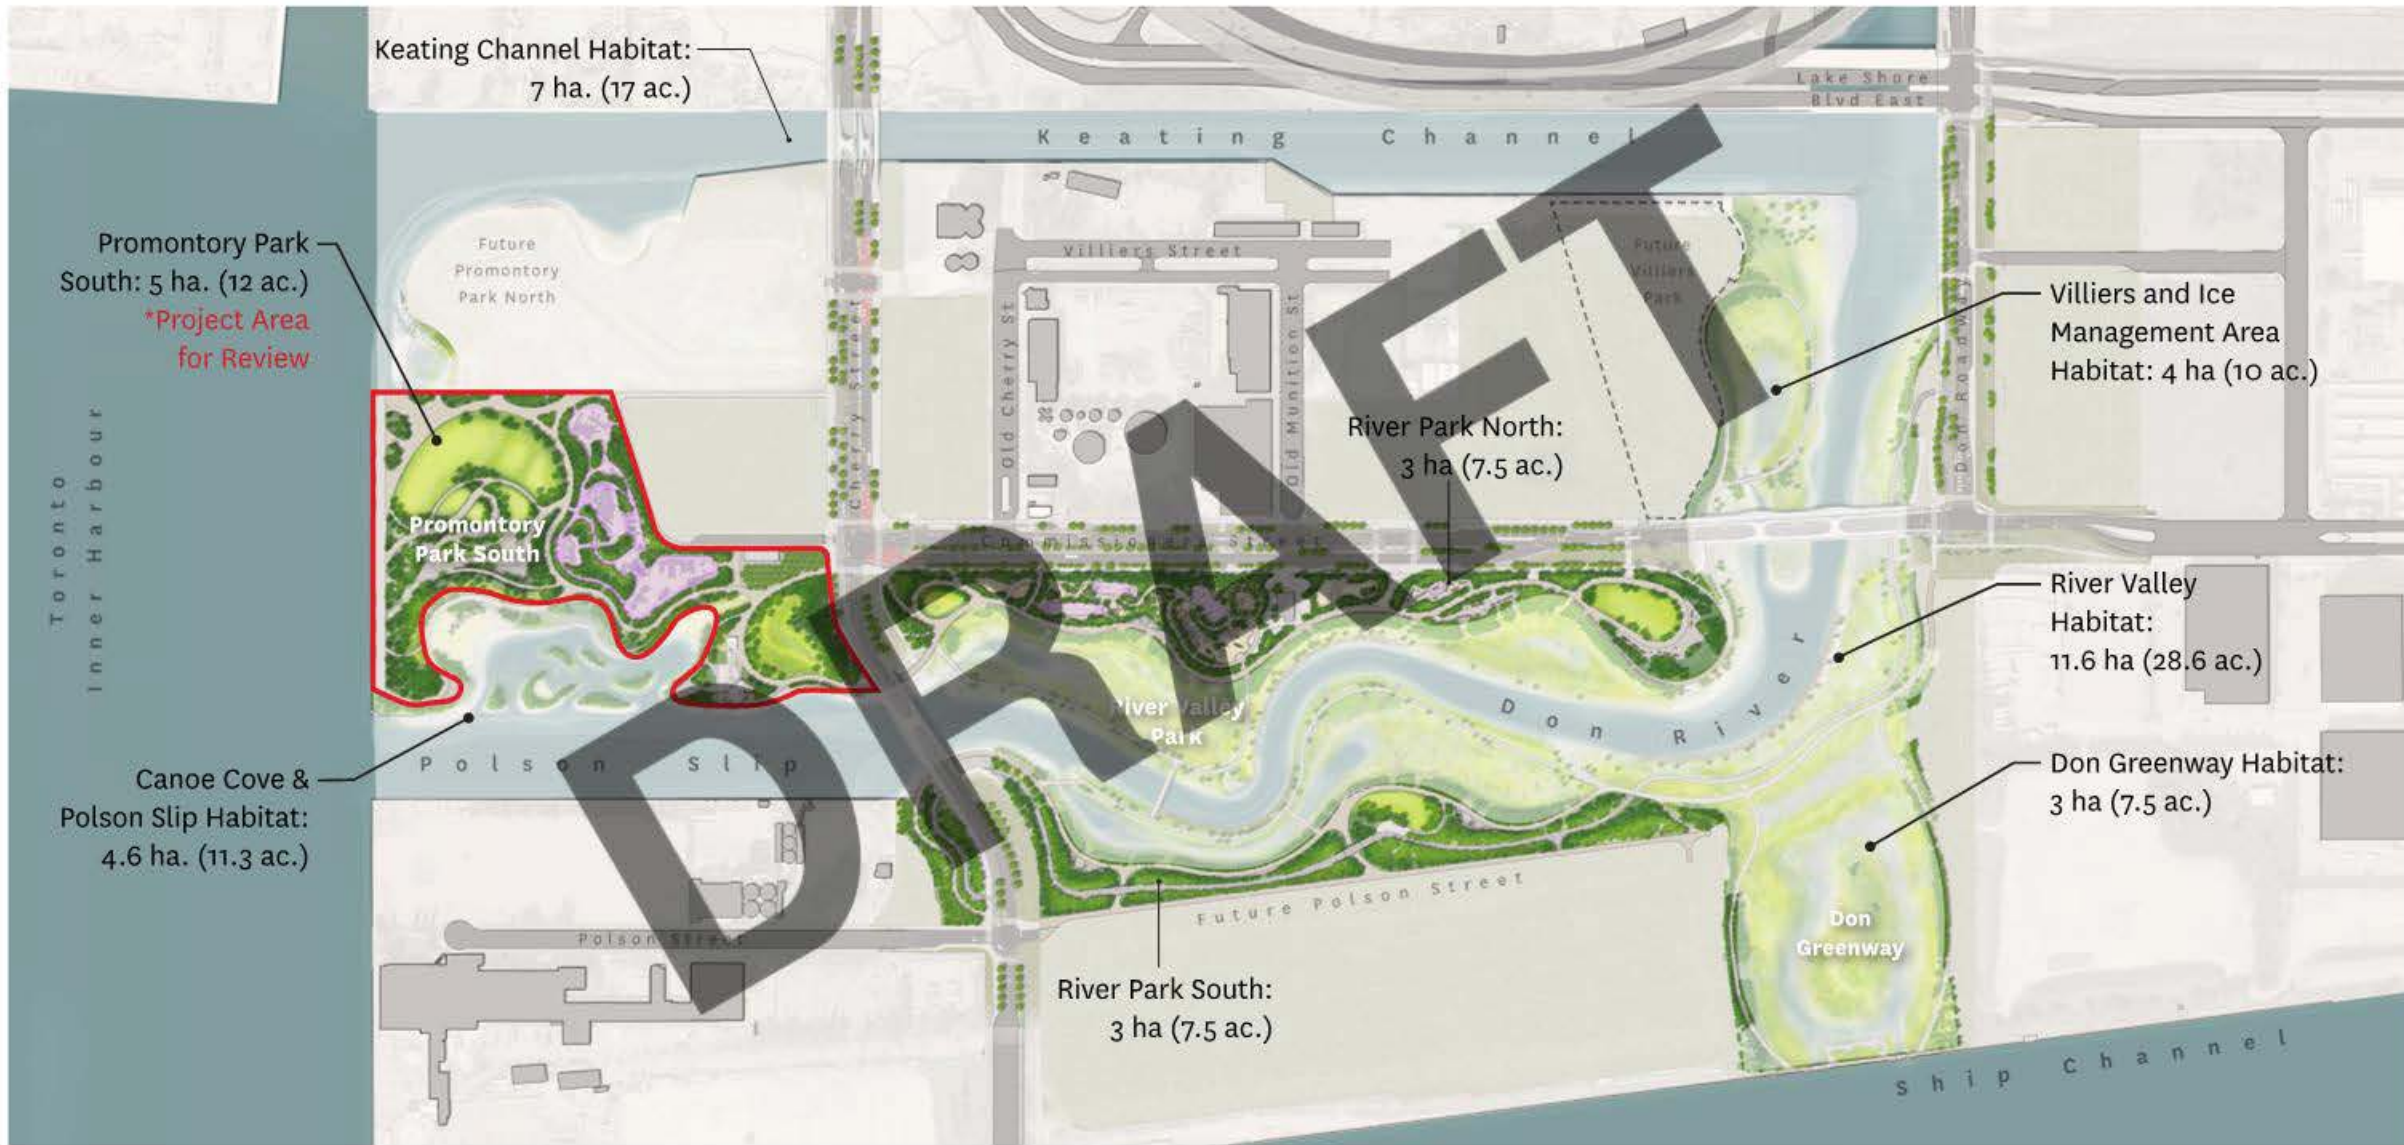 Keating Channel Habitat:
7 ha. (17 ac.)
Lake Shore
Blvd East
Keating Channel
Promontory Park
South: 5 ha. (12 ac.)
*Project Area
for Review
Future
Promontory
Park North
Villiers Street
Future
Villiers
Park
Villiers and Ice
Management Area
Habitat: 4 ha (10 ac.)
Toronto
Inner Harbour
Cherry Street
Old Cherry St
Old Munition St
Don Roadway
River Park North:
3 ha (7.5 ac.)
Promontory
Park South
Commissioners Street
River Valley
Habitat:
11.6 ha (28.6 ac.)
River Valley
Park
Don River
Polson Slip
Canoe Cove &
Polson Slip Habitat:
4.6 ha. (11.3 ac.)
Don Greenway Habitat:
3 ha (7.5 ac.)
Future Polson Street
Polson Street
Don
Greenway
River Park South:
3 ha (7.5 ac.)
Ship Channel
DRAFT